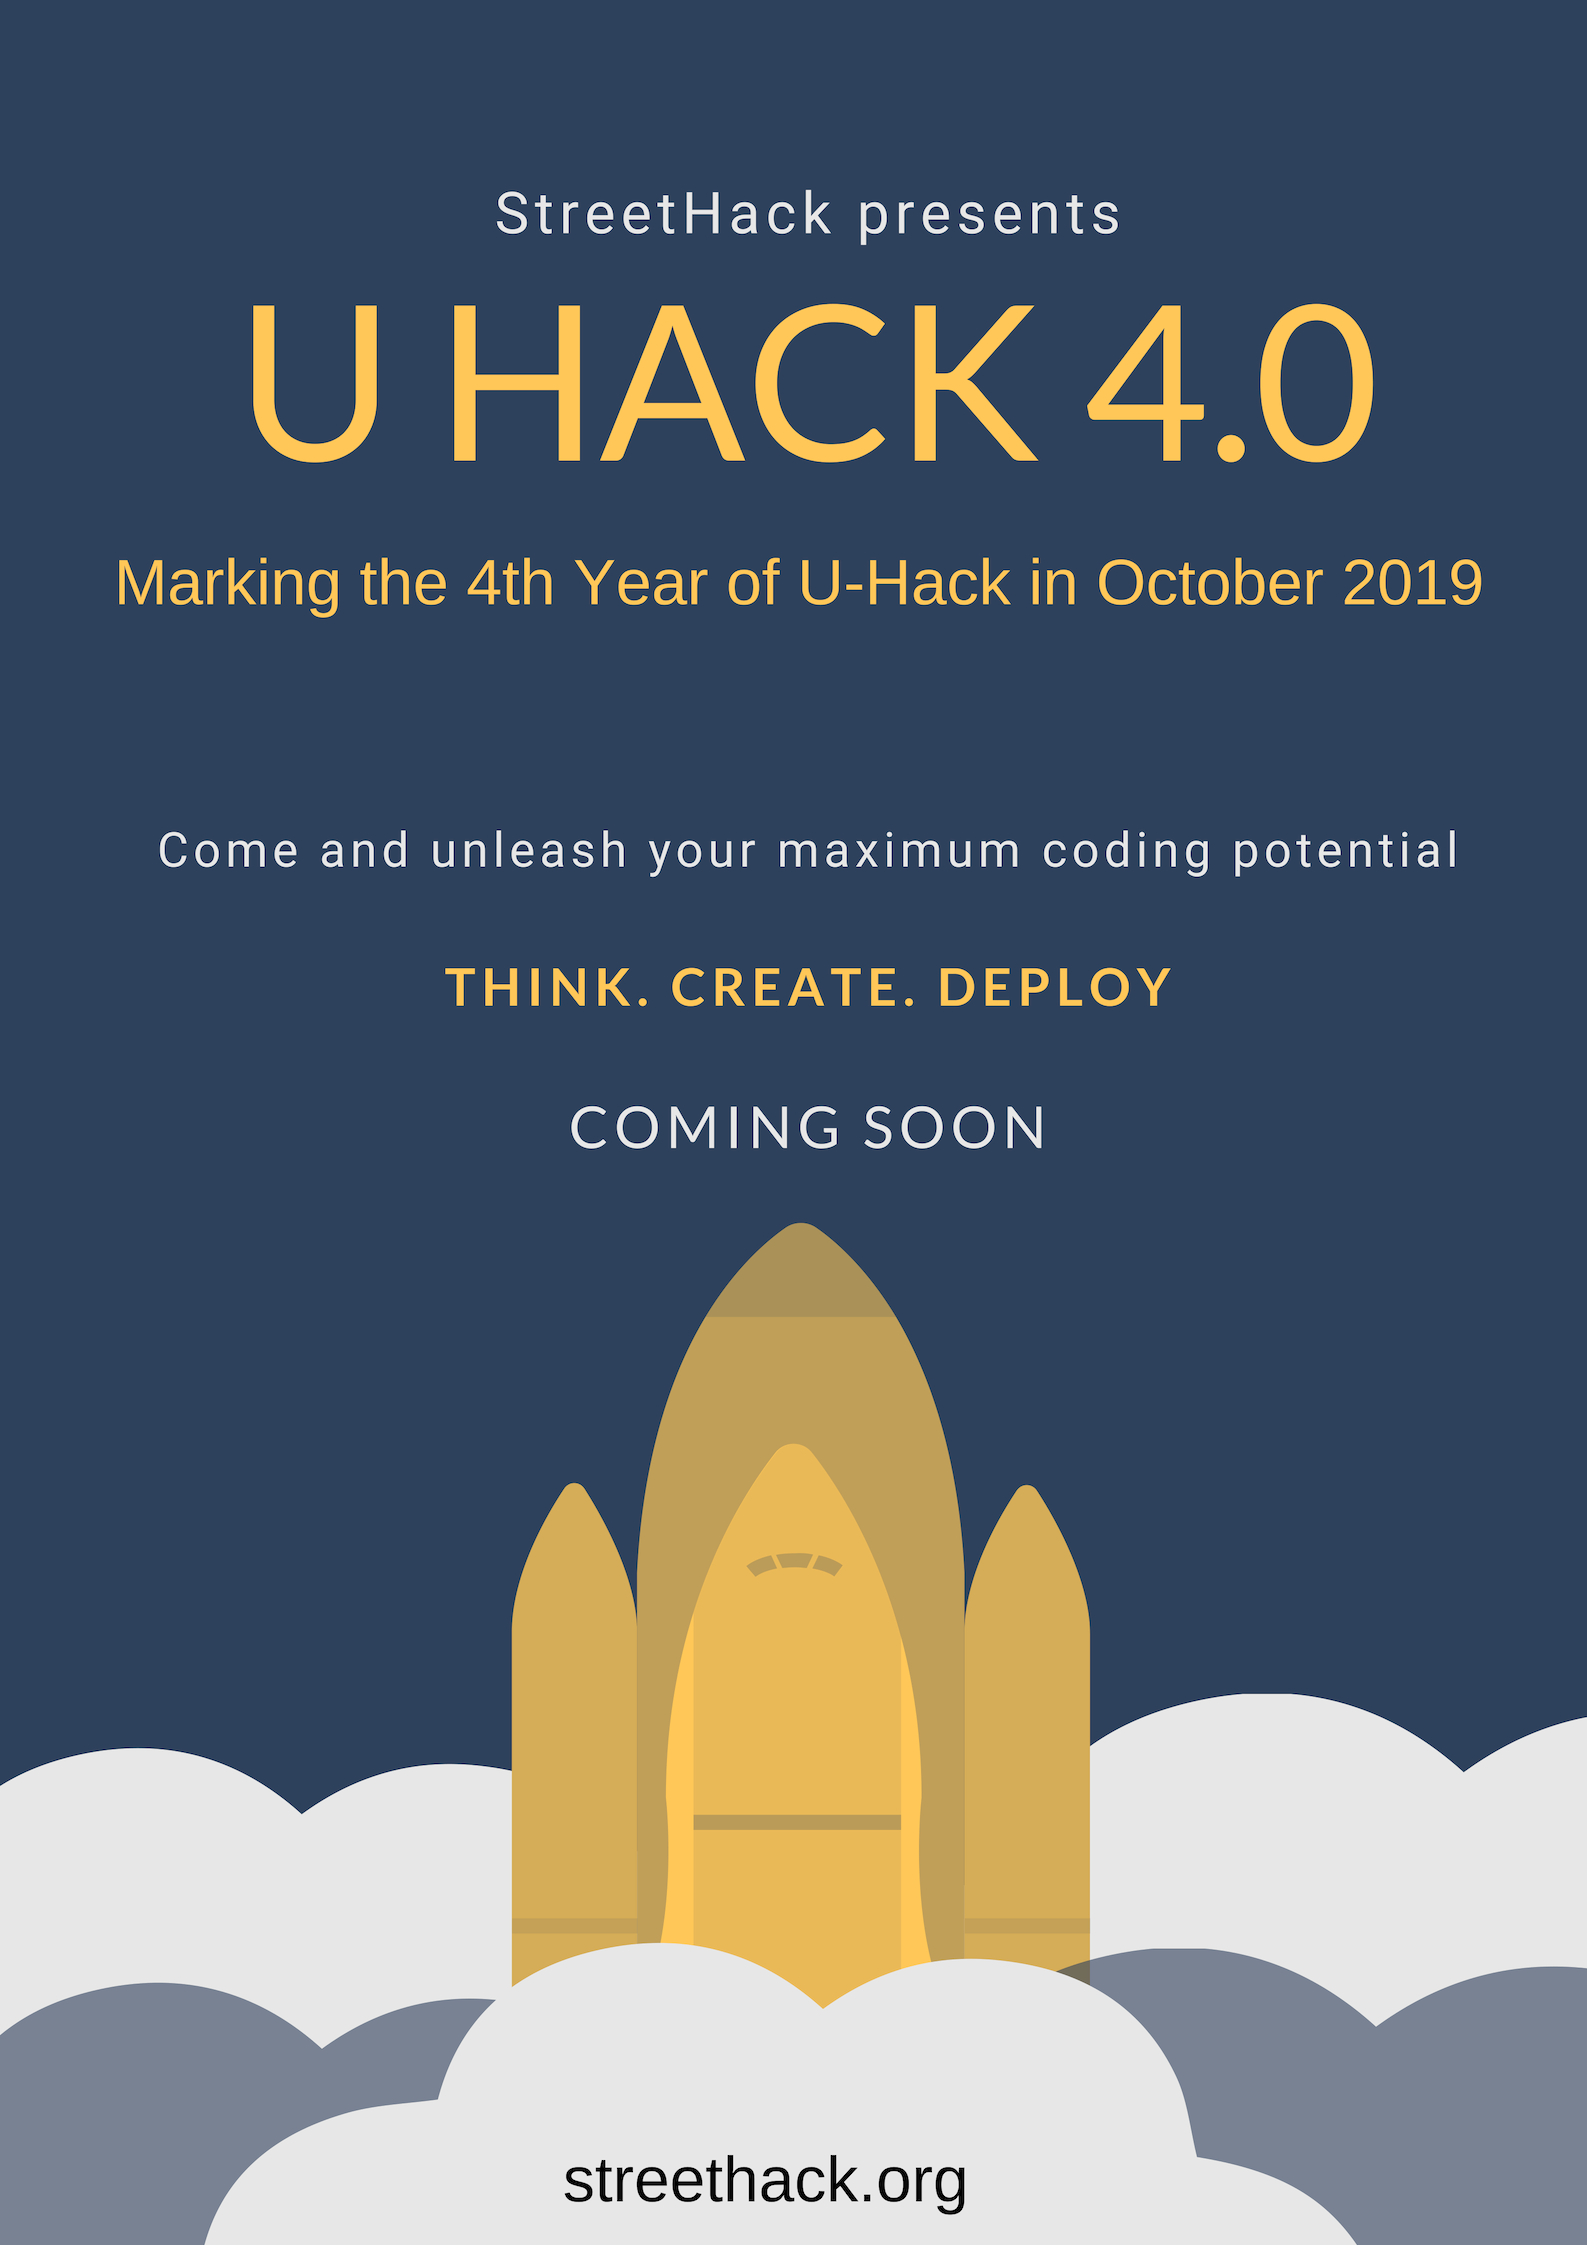 StreetHack presents
U HACK 4.0
Marking the 4th Year of U-Hack in October 2019
Come and unleash your maximum coding potential
THINK. CREATE. DEPLOY
COMING SOON
streethack.org